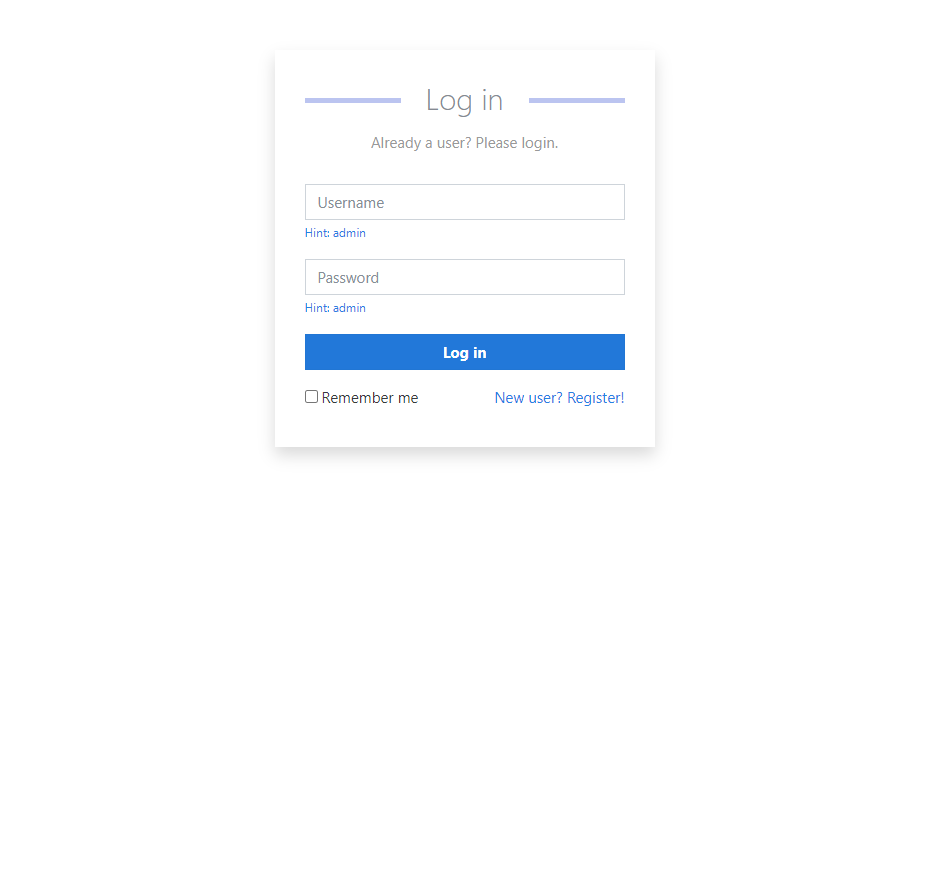 Log in
Already a user? Please login.
Username
Hint: admin
Password
Hint: admin
Log in
Remember me
New user? Register!